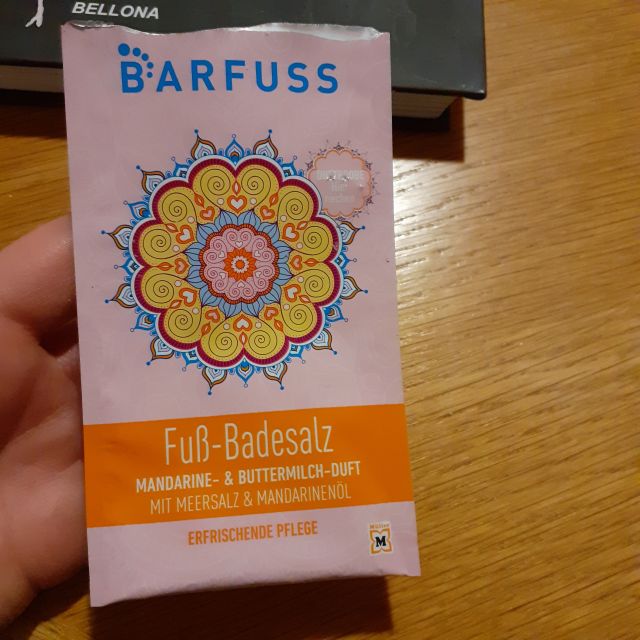 BELLONA
BARFUSS
Fuß-Badesalz
MANDARINE- & BUTTERMILCH-DUFT
MIT MEERSALZ & MANDARINENÖL
ERFRISCHENDE PFLEGE
Müller
M